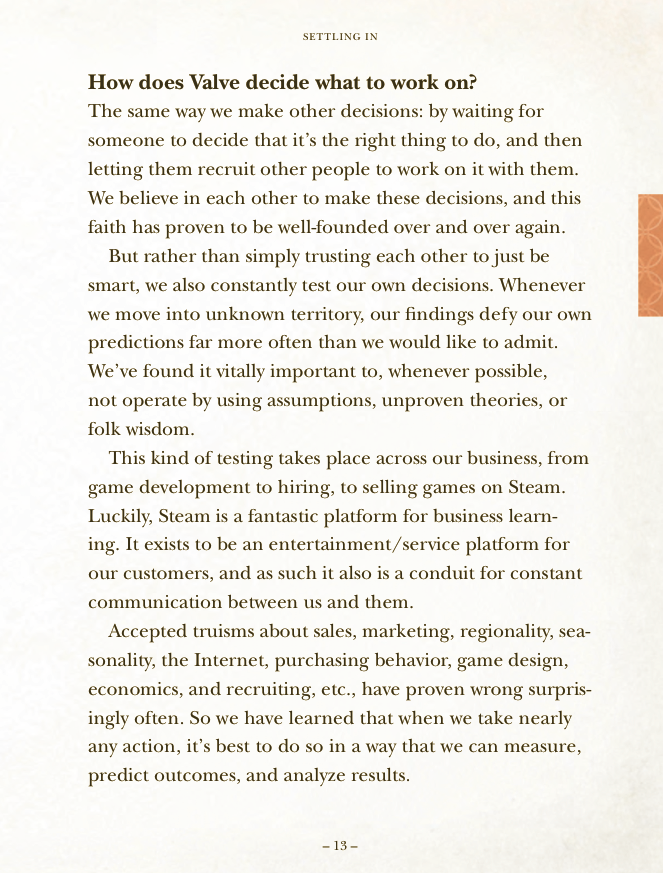 SETTLING IN
How does Valve decide what to work on?
The same way we make other decisions: by waiting for
someone to decide that it’s the right thing to do, and then
letting them recruit other people to work on it with them.
We believe in each other to make these decisions, and this
faith has proven to be well-founded over and over again.
But rather than simply trusting each other to just be
smart, we also constantly test our own decisions. Whenever
we move into unknown territory, our findings defy our own
predictions far more often than we would like to admit.
We’ve found it vitally important to, whenever possible,
not operate by using assumptions, unproven theories, or
folk wisdom.
This kind of testing takes place across our business, from
game development to hiring, to selling games on Steam.
Luckily, Steam is a fantastic platform for business learn-
ing. It exists to be an entertainment/service platform for
our customers, and as such it also is a conduit for constant
communication between us and them.
Accepted truisms about sales, marketing, regionality, sea-
sonality, the Internet, purchasing behavior, game design,
economics, and recruiting, etc., have proven wrong surpris-
ingly often. So we have learned that when we take nearly
any action, it’s best to do so in a way that we can measure,
predict outcomes, and analyze results.
– 13 –